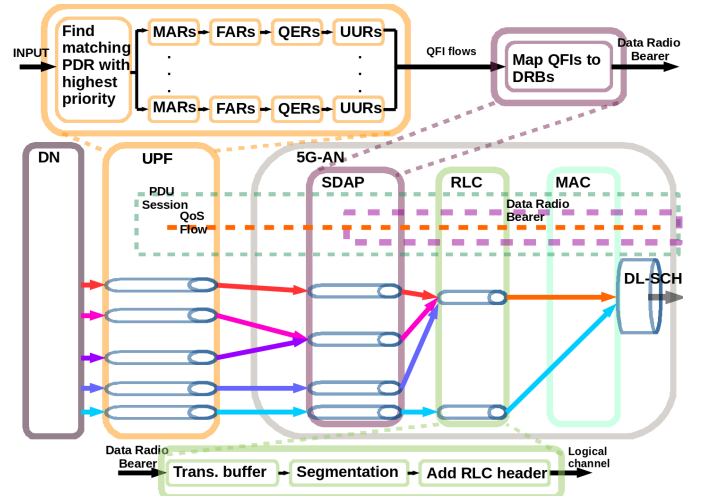 INPUT
Find
matching
PDR with
highest
priority
MARs
FARs
QERs
UURs
MARs
FARs
QERs
UURs
QFI flows
Map QFIs to
DRBs
Data Radio
Bearer
DN
UPF
5G-AN
SDAP
RLC
MAC
PDU
Session
QoS
Flow
Data Radio
Bearer
DL-SCH
Data Radio
Bearer
Trans. buffer
Segmentation
Add RLC header
Logical
channel